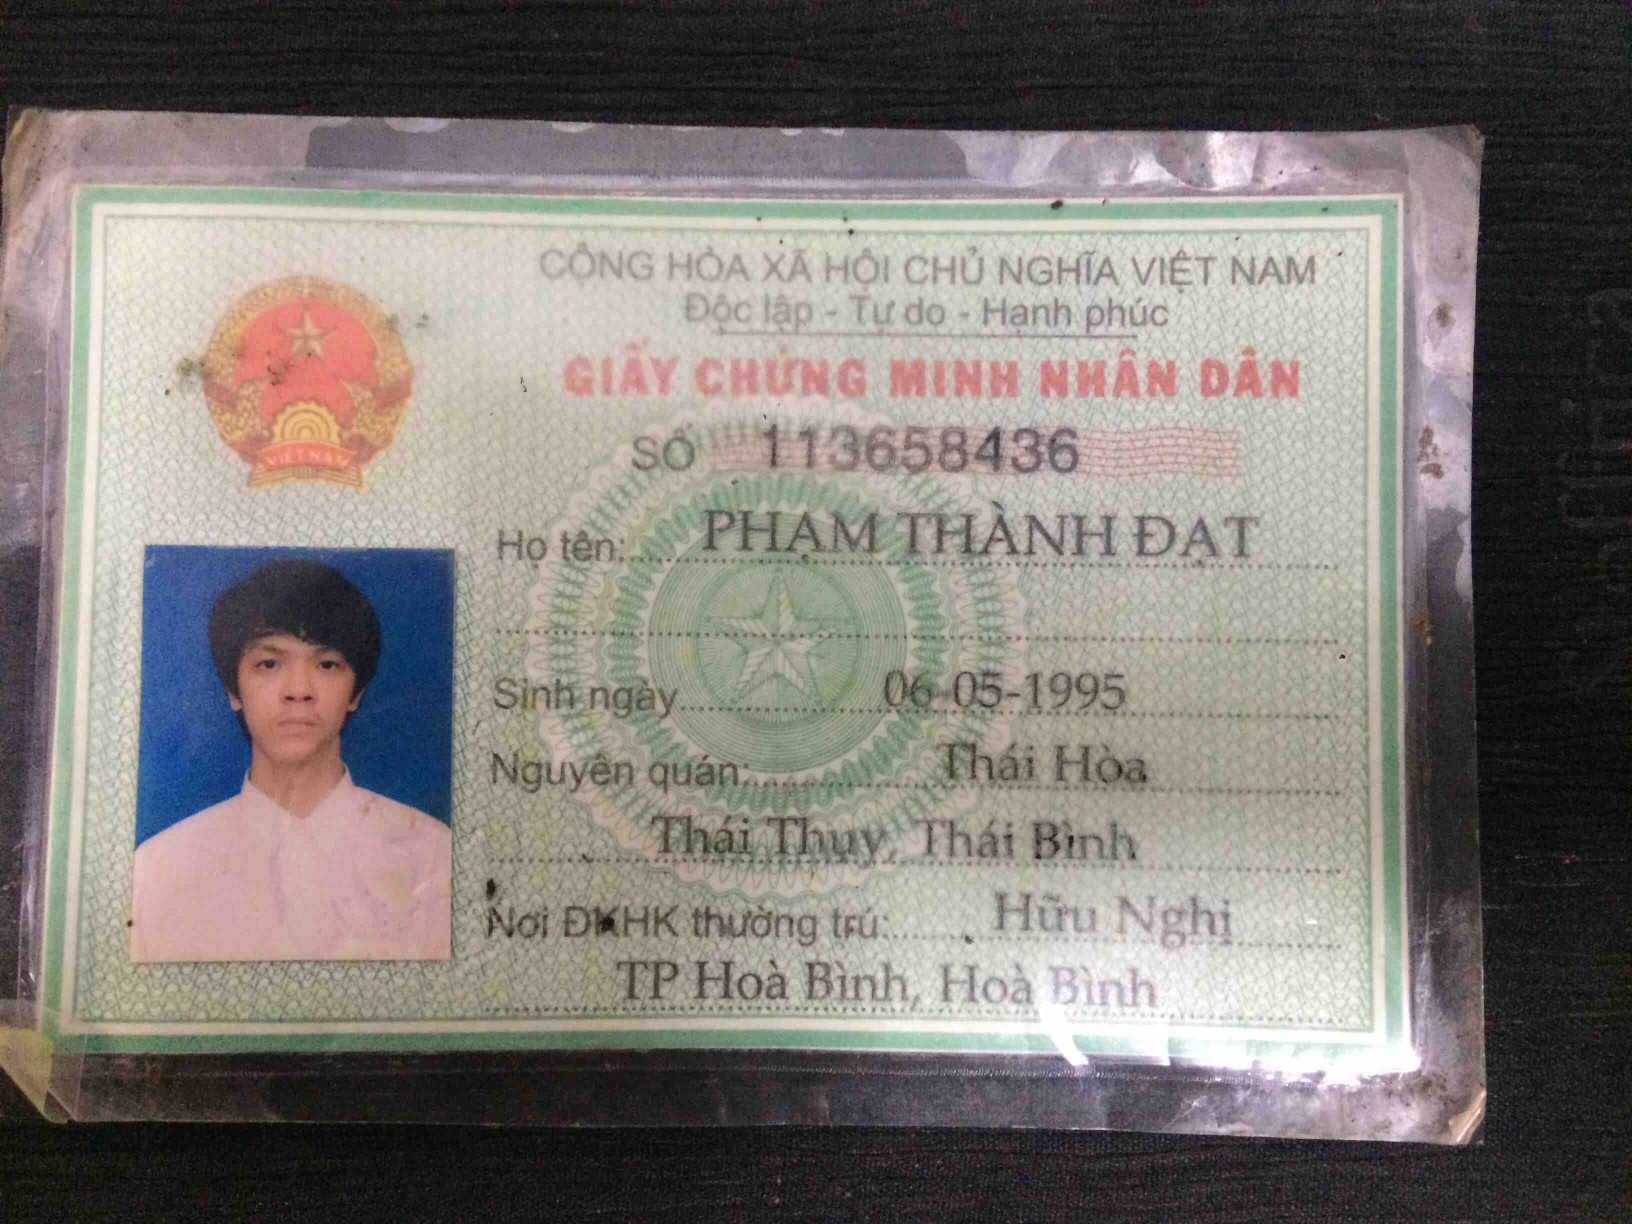 CỘNG HÒA XÃ HỘI CHỦ NGHĨA VIỆT NAM
Độc lập - Tự do - Hạnh phúc
GIẤY CHỨNG MINH NHÂN DÂN
SỐ 113658436
VIỆT NAM
Họ tên: PHẠM THÀNH ĐẠT
Sinh ngày 06-05-1995
Nguyên quán: Thái Hòa
Thái Thụy, Thái Bình
Nơi ĐKHK thường trú: Hữu Nghị
TP Hoà Bình, Hoà Bình